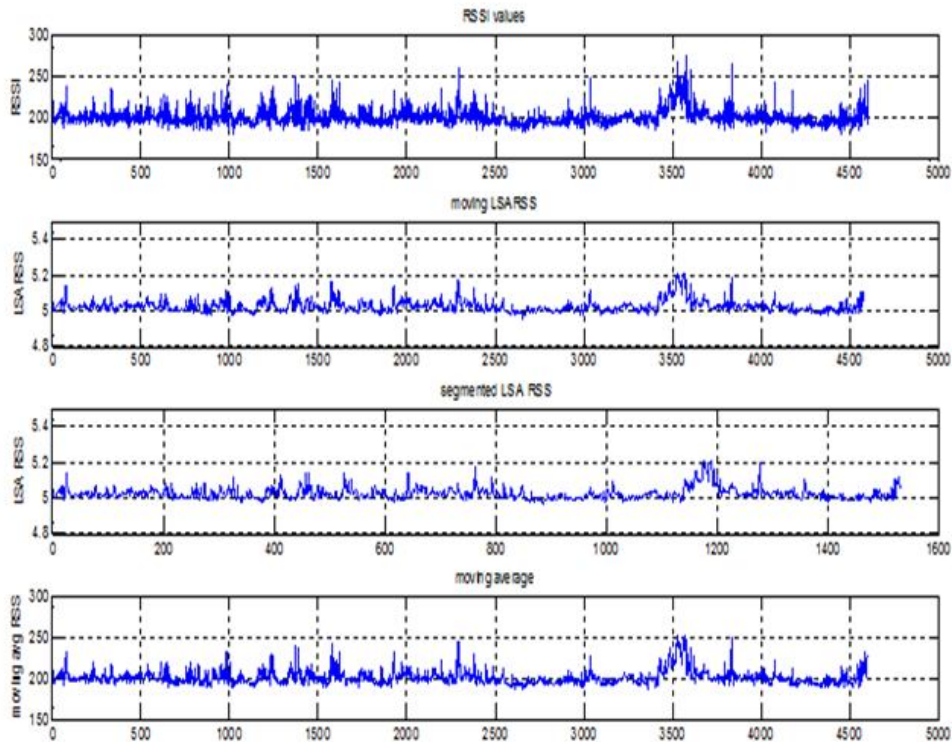 RSSI values
RSSI
300
250
200
150
0 500 1000 1500 2000 2500 3000 3500 4000 4500 5000
moving LSARSS
LSA RSS
5.4
5.2
5
4.8
0 500 1000 1500 2000 2500 3000 3500 4000 4500 5000
segmented LSA RSS
LSA RSS
5.4
5.2
5
4.8
0 200 400 600 800 1000 1200 1400 1600
moving average
moving avg RSS
300
250
200
150
0 500 1000 1500 2000 2500 3000 3500 4000 4500 5000